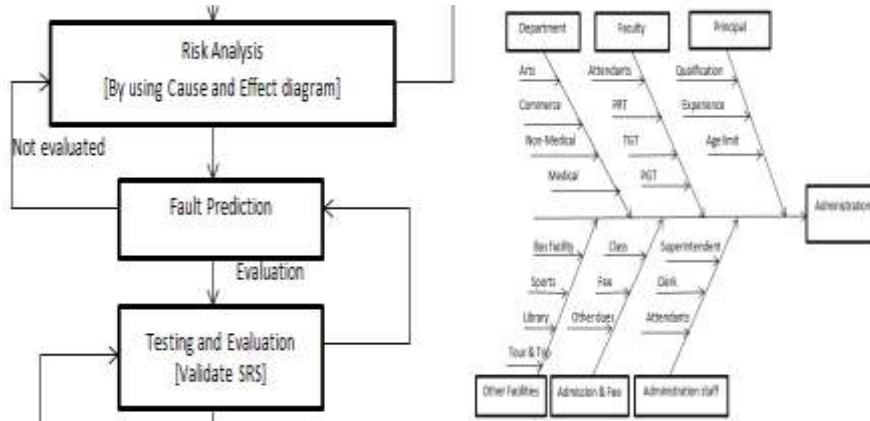 Risk Analysis
[By using Cause and Effect diagram]
Not evaluated
Fault Prediction
Evaluation
Testing and Evaluation
[Validate SRS]
Department
Faculty
Principal
Arts
Attendants
Qualification
Commerce
PRT
Experience
Non-Medical
TGT
Age limit
Medical
PGT
Administration
Bus facility
Class
Superintendent
Sports
Fee
Clerk
Library
Other dues
Attendants
Tour & Trip
Other Facilities
Admission & Fee
Administration staff